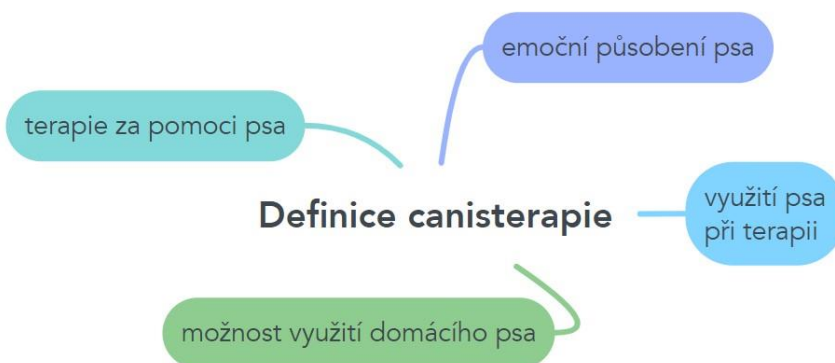 emoční působení psa
terapie za pomoci psa
Definice canisterapie
využití psa
při terapii
možnost využití domácího psa